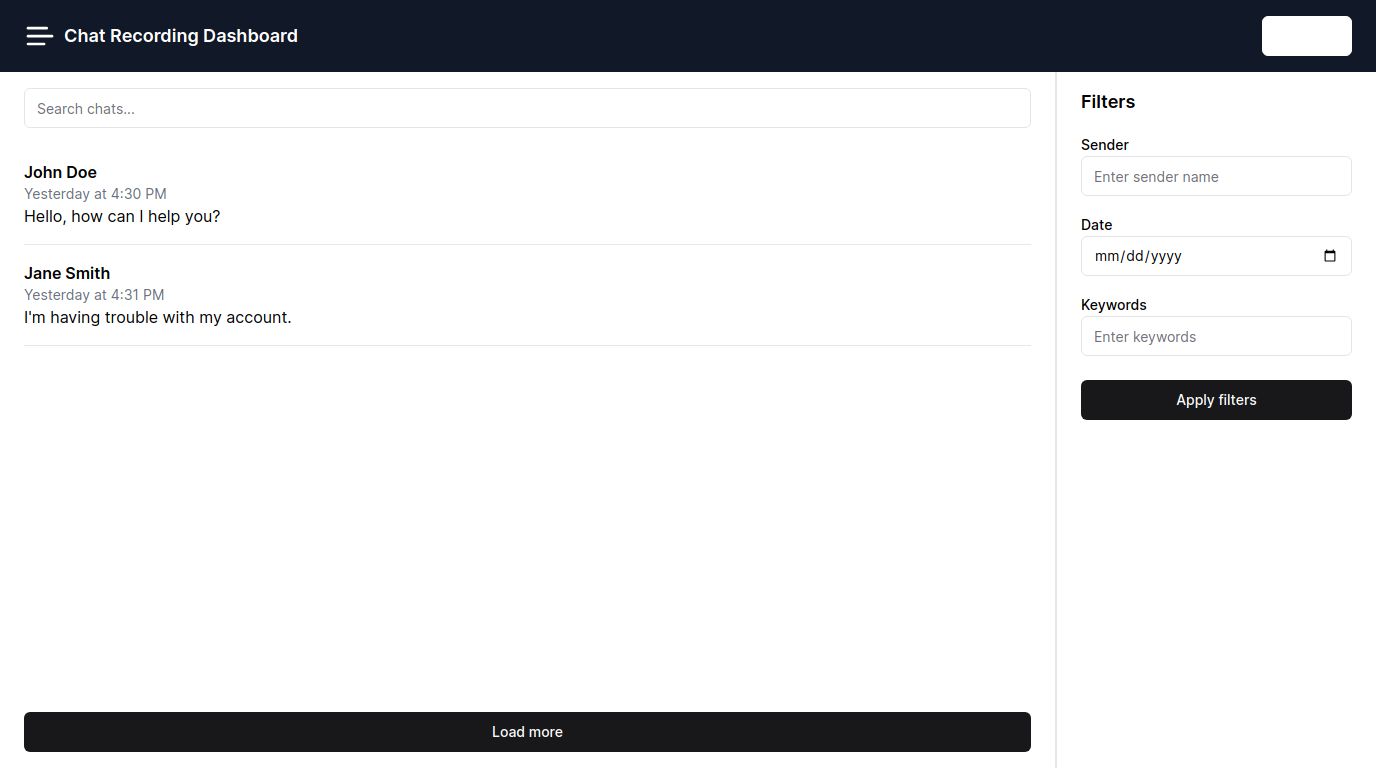 Chat Recording Dashboard
Search chats...
John Doe
Yesterday at 4:30 PM
Hello, how can I help you?
Jane Smith
Yesterday at 4:31 PM
I'm having trouble with my account.
Load more
Filters
Sender
Enter sender name
Date
mm/dd/yyyy
Keywords
Enter keywords
Apply filters